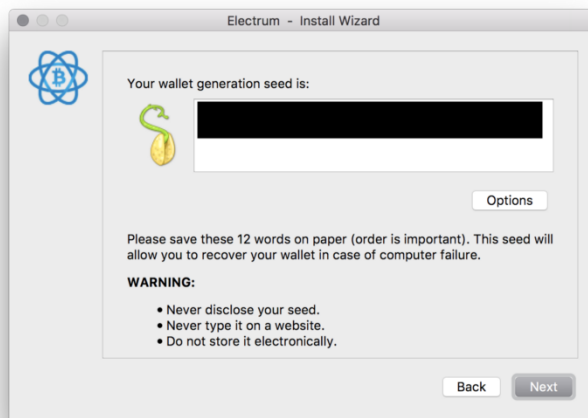 Electrum - Install Wizard
Your wallet generation seed is:
Options
Please save these 12 words on paper (order is important). This seed will
allow you to recover your wallet in case of computer failure.
WARNING:
• Never disclose your seed.
• Never type it on a website.
• Do not store it electronically.
Back
Next